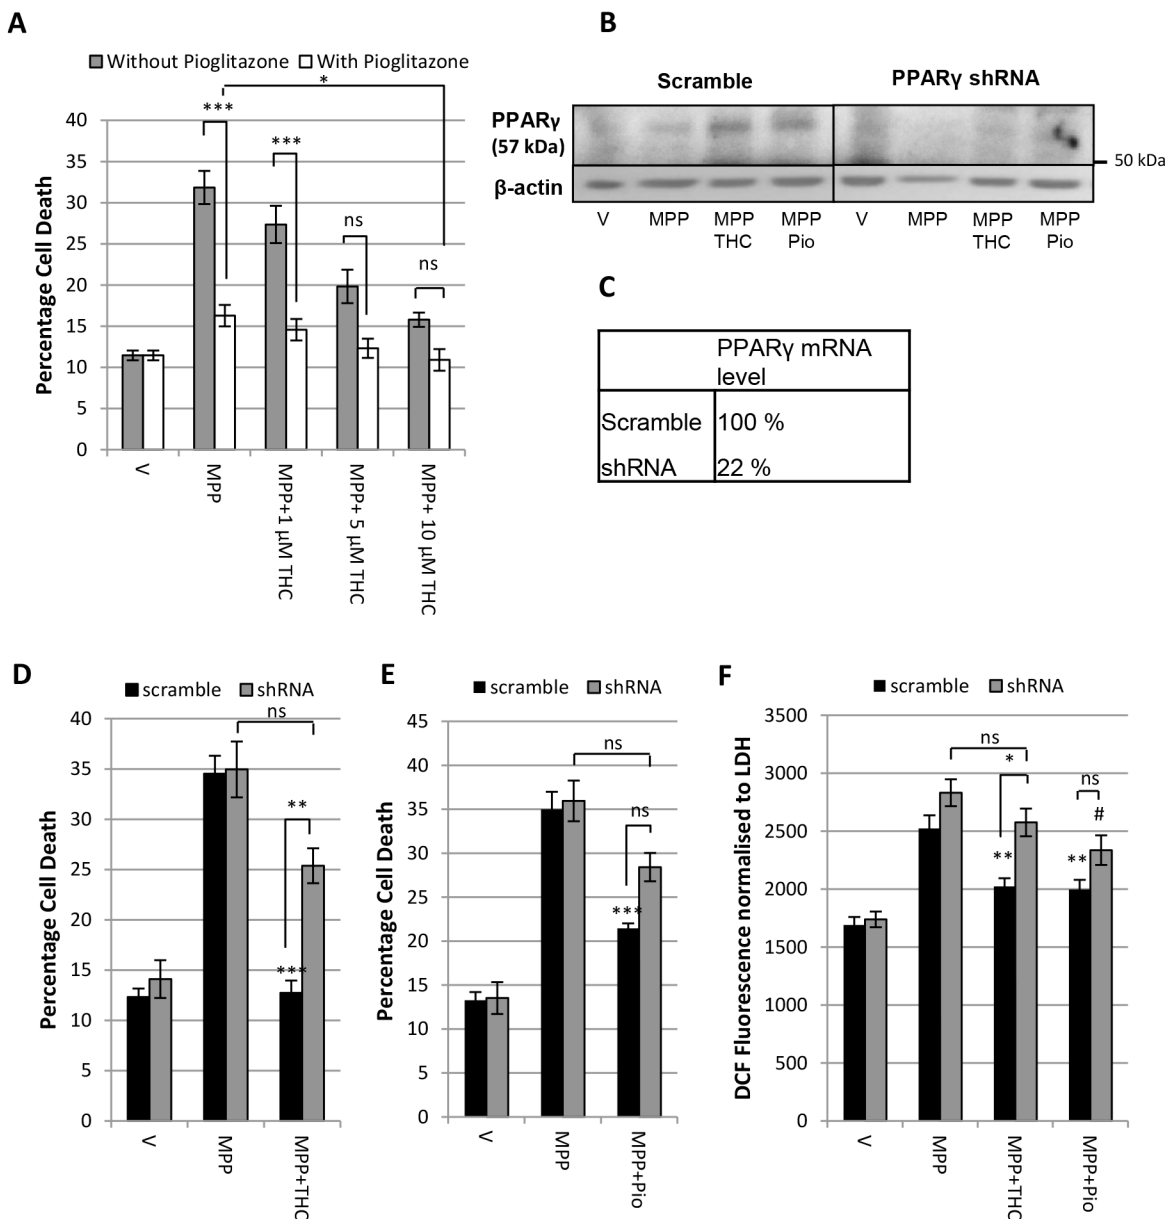 A
Without Pioglitazone With Pioglitazone
*
***
***
ns
ns
Percentage Cell Death
40
35
30
25
20
15
10
5
0
V
MPP
MPP+1 µM THC
MPP+ 5 µM THC
MPP+ 10 µM THC
B
Scramble PPARγ shRNA
PPARγ
(57 kDa)
50 kDa
β-actin
V MPP MPP MPP V MPP MPP MPP
THC Pio THC Pio
C
PPARγ mRNA
level
Scramble 100 %
shRNA 22 %
D
scramble shRNA
ns
**
***
Percentage Cell Death
40
35
30
25
20
15
10
5
0
V
MPP
MPP+THC
E
scramble shRNA
ns
ns
***
Percentage Cell Death
45
40
35
30
25
20
15
10
5
0
V
MPP
MPP+Pio
F
scramble shRNA
ns
*
ns
#
**
**
DCF Fluorescence normalised to LDH
3500
3000
2500
2000
1500
1000
500
0
V
MPP
MPP+THC
MPP+Pio